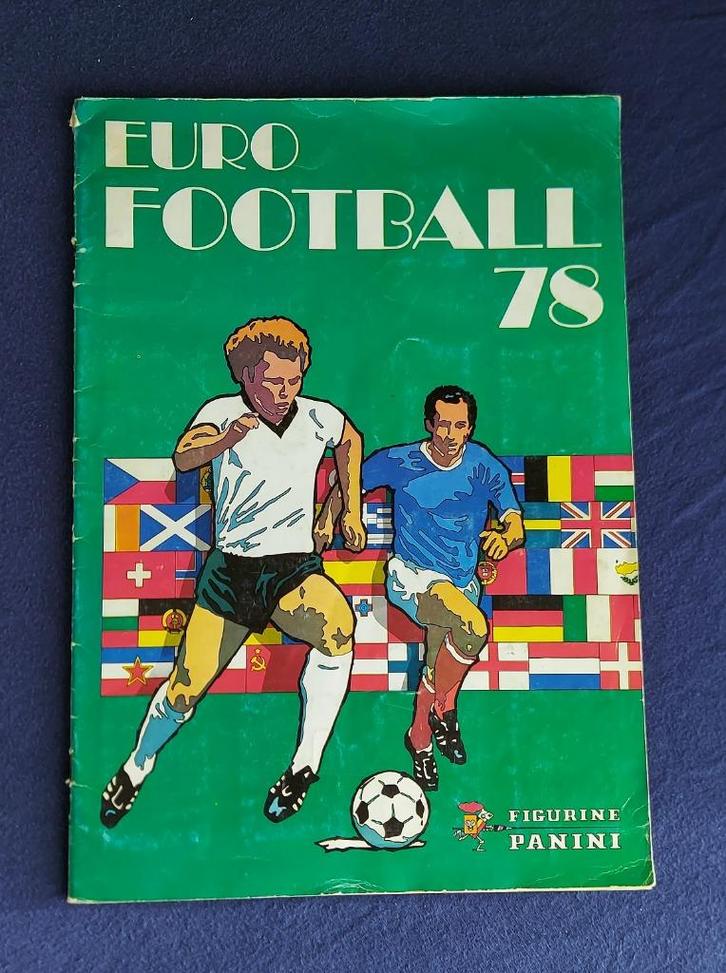 EURO
FOOTBALL
78
FIGURINE
PANINI